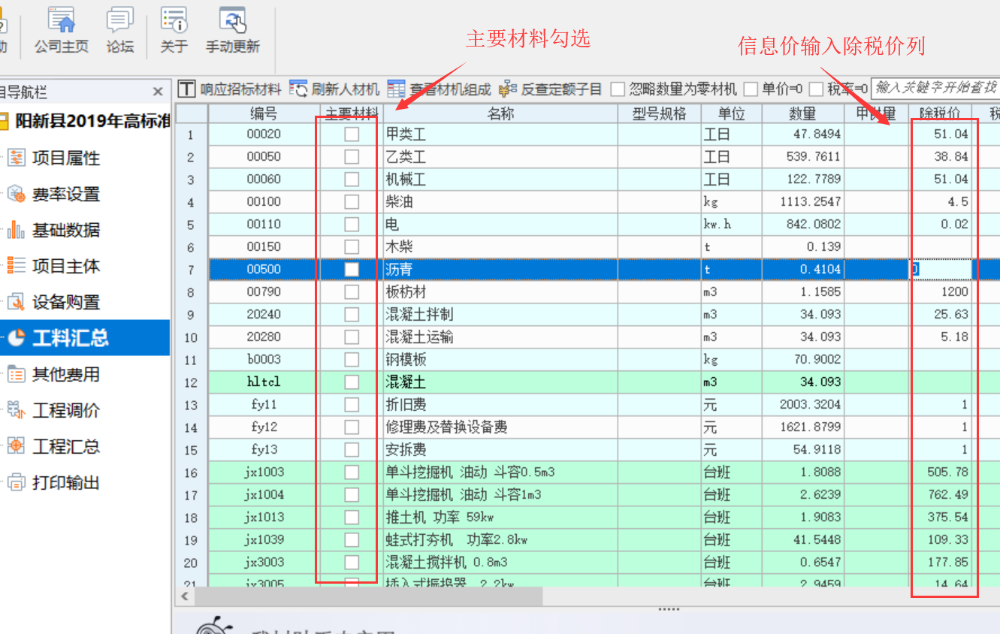 公司主页 论坛 关于 手动更新
主要材料勾选
信息价输入除税价列
导航栏 ×
响应招标材料 刷新人材机 查看材机组成 反查定额子目 忽略数量为零材机 单价=0 税率=0 输入关键字开始查找
阳新县2019年高标准
项目属性
费率设置
基础数据
项目主体
设备购置
工料汇总
其他费用
工程调价
工程汇总
打印输出
编号 主要材料 名称 型号规格 单位 数量 甲供量 除税价 税
1 00020 甲类工 工日 47.8494 51.04
2 00050 乙类工 工日 539.7611 38.84
3 00060 机械工 工日 122.7789 51.04
4 00100 柴油 kg 1113.2547 4.5
5 00110 电 kw.h 842.0802 0.02
6 00150 木柴 t 0.139
7 00500 沥青 t 0.4104 0
8 00790 板枋材 m3 1.1585 1200
9 20240 混凝土拌制 m3 34.093 25.63
10 20280 混凝土运输 m3 34.093 5.18
11 b0003 钢模板 kg 70.9002
12 hltcl 混凝土 m3 34.093
13 fy11 折旧费 元 2003.3204 1
14 fy12 修理费及替换设备费 元 1621.8799 1
15 fy13 安拆费 元 54.9118 1
16 jx1003 单斗挖掘机 油动 斗容0.5m3 台班 1.8088 505.78
17 jx1004 单斗挖掘机 油动 斗容1m3 台班 2.6239 762.49
18 jx1013 推土机 功率 59kw 台班 1.9083 375.54
19 jx1039 蛙式打夯机 功率2.8kw 台班 41.5448 109.33
20 jx3003 混凝土搅拌机 0.8m3 台班 0.6547 177.85
21 jx3005 插入式振捣器 2.2kw 台班 2.9459 14.64